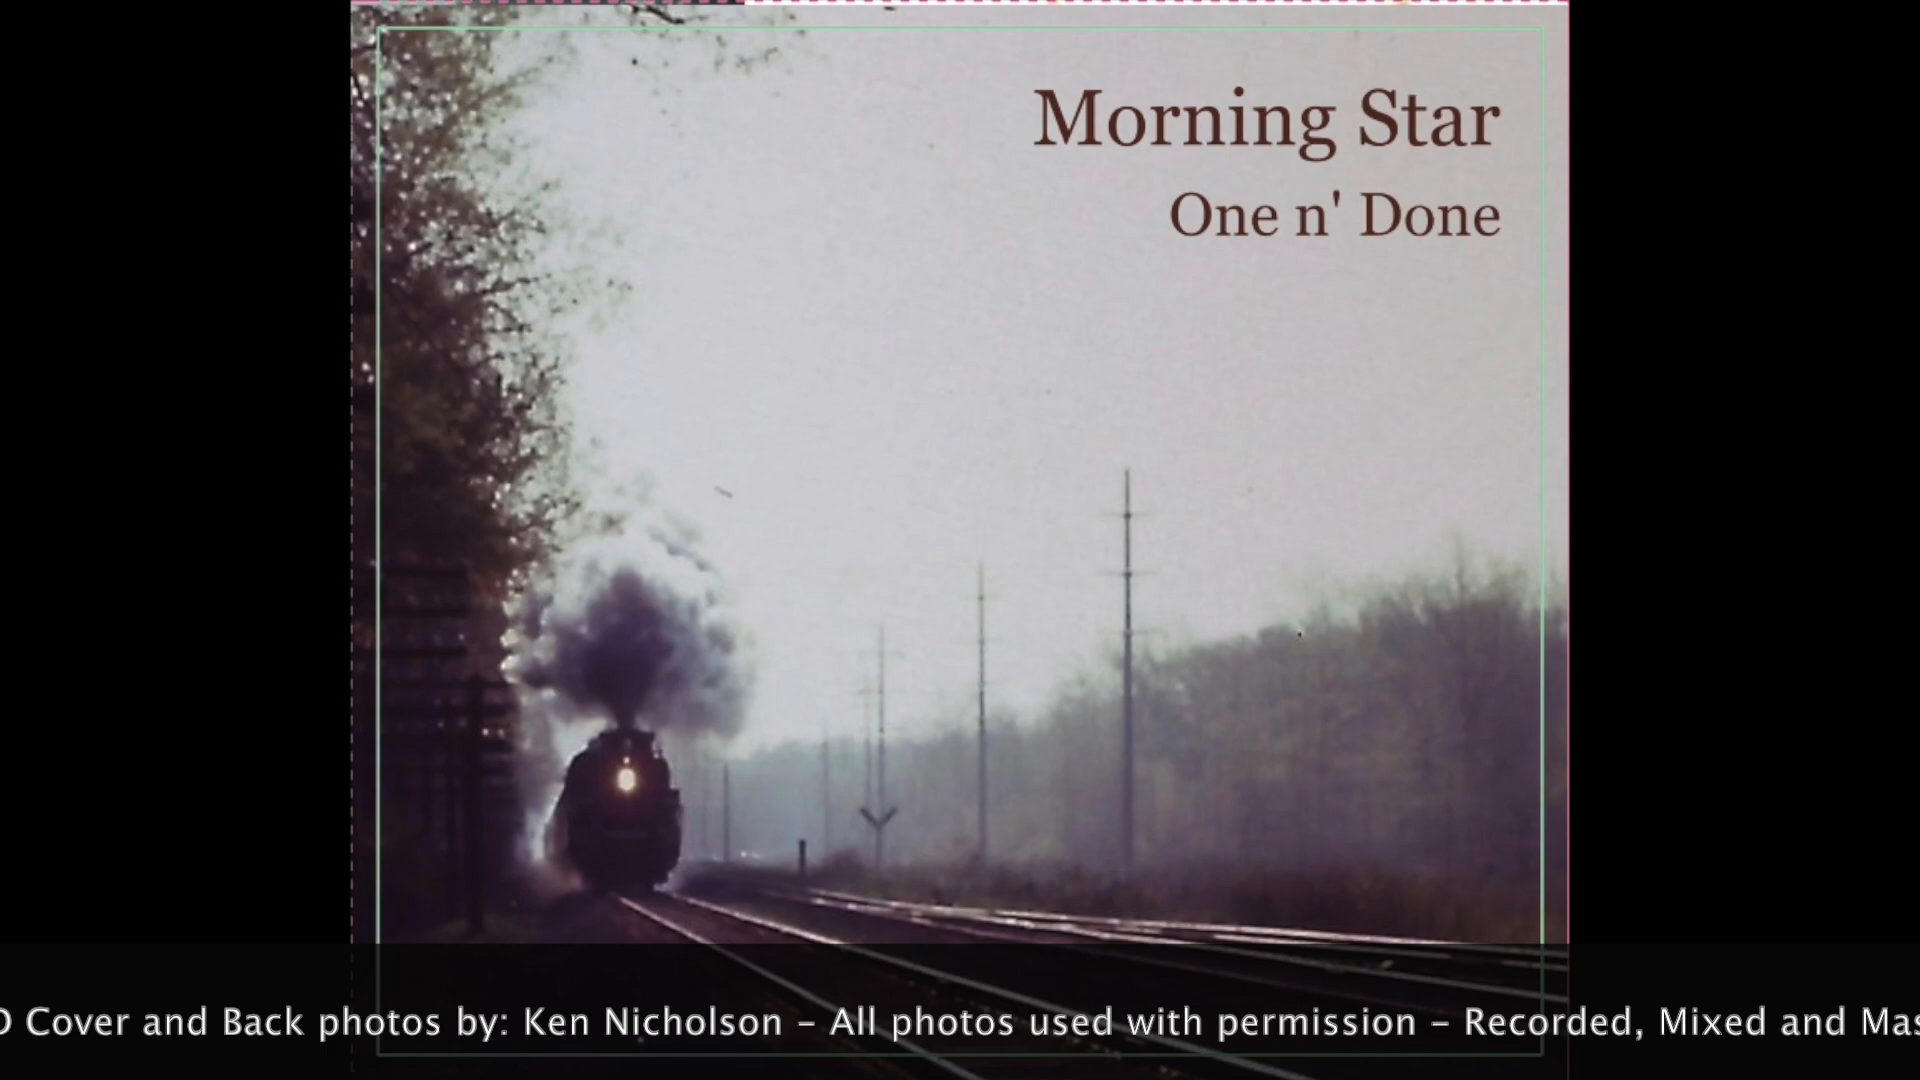 Morning Star
One n' Done
Cover and Back photos by: Ken Nicholson – All photos used with permission – Recorded, Mixed and